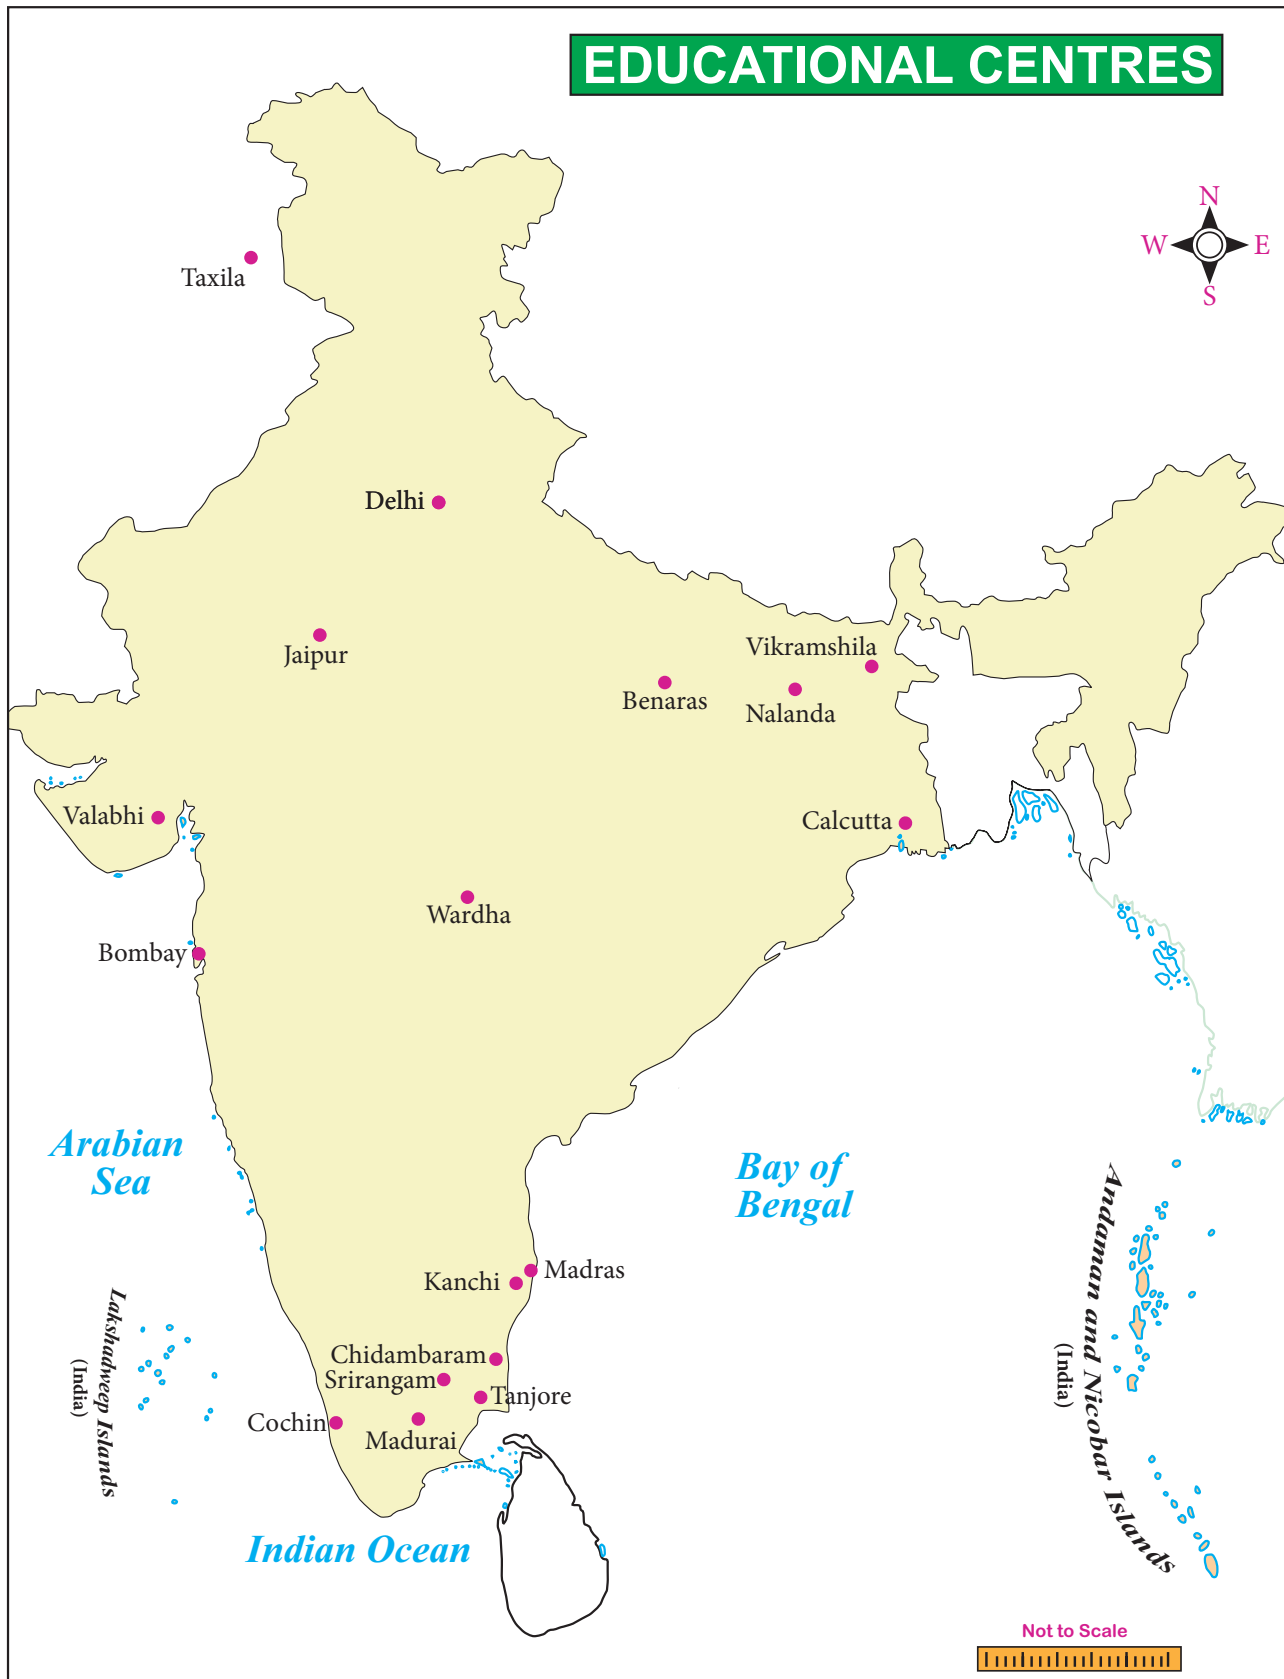 EDUCATIONAL CENTRES
N
W E
S
Taxila
Delhi
Jaipur
Vikramshila
Benaras
Nalanda
Valabhi
Calcutta
Wardha
Bombay
Arabian
Sea
Bay of
Bengal
Andaman and Nicobar Islands
(India)
Kanchi
Madras
Lakshadweep Islands
(India)
Chidambaram
Srirangam
Tanjore
Cochin
Madurai
Indian Ocean
Not to Scale